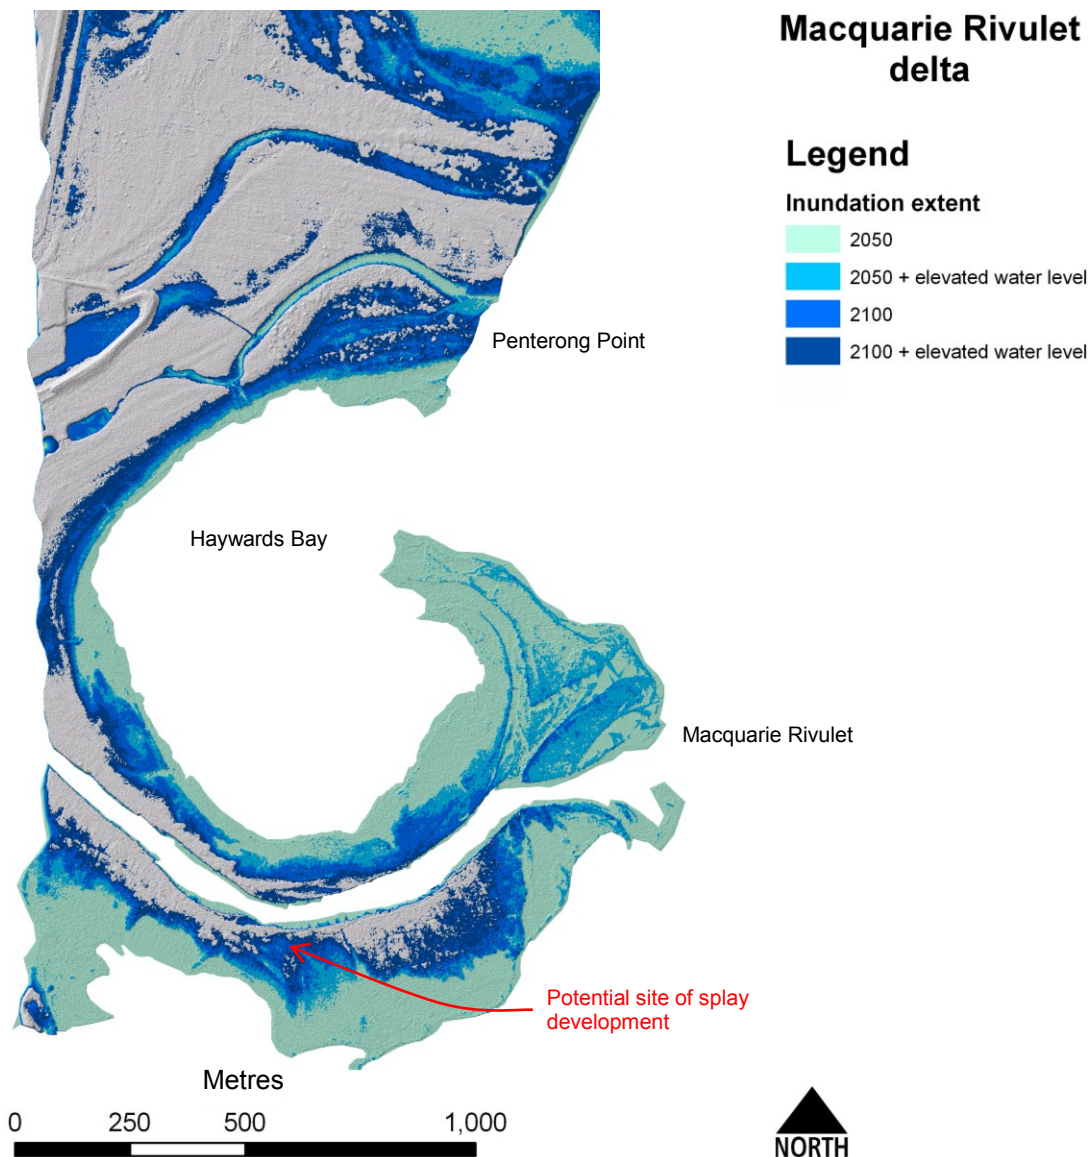 Macquarie Rivulet
delta
Legend
Inundation extent
2050
2050 + elevated water level
2100
2100 + elevated water level
Penterong Point
Haywards Bay
Macquarie Rivulet
Potential site of splay
development
Metres
0 250 500 1,000
NORTH